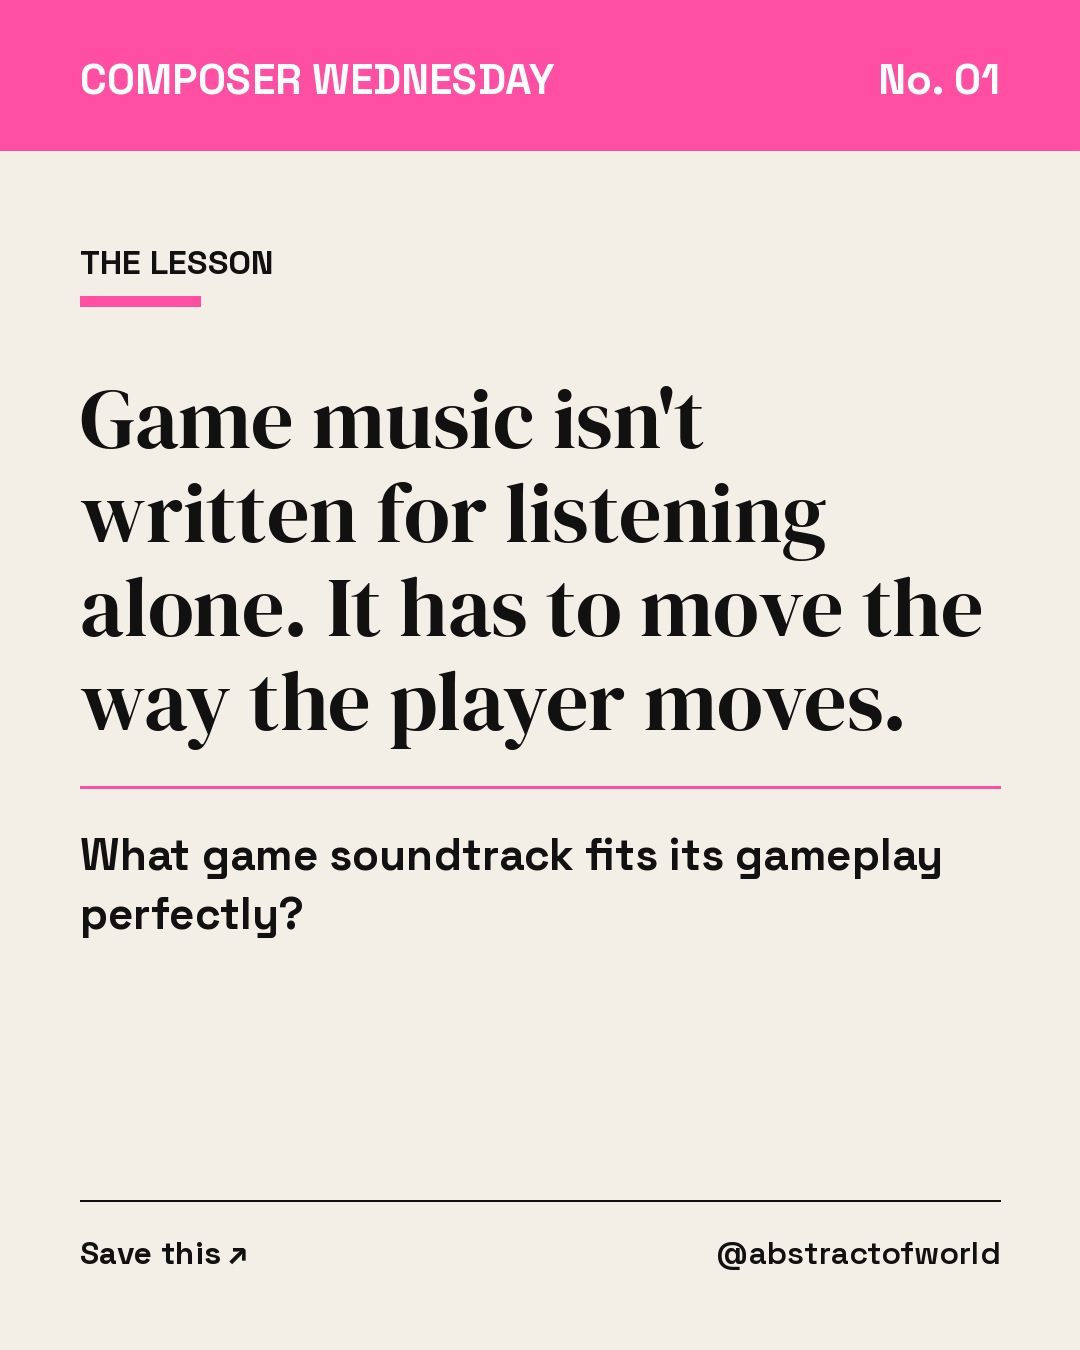 COMPOSER WEDNESDAY
No. 01
THE LESSON
Game music isn't
written for listening
alone. It has to move the
way the player moves.
What game soundtrack fits its gameplay
perfectly?
Save this ↗
@abstractofworld